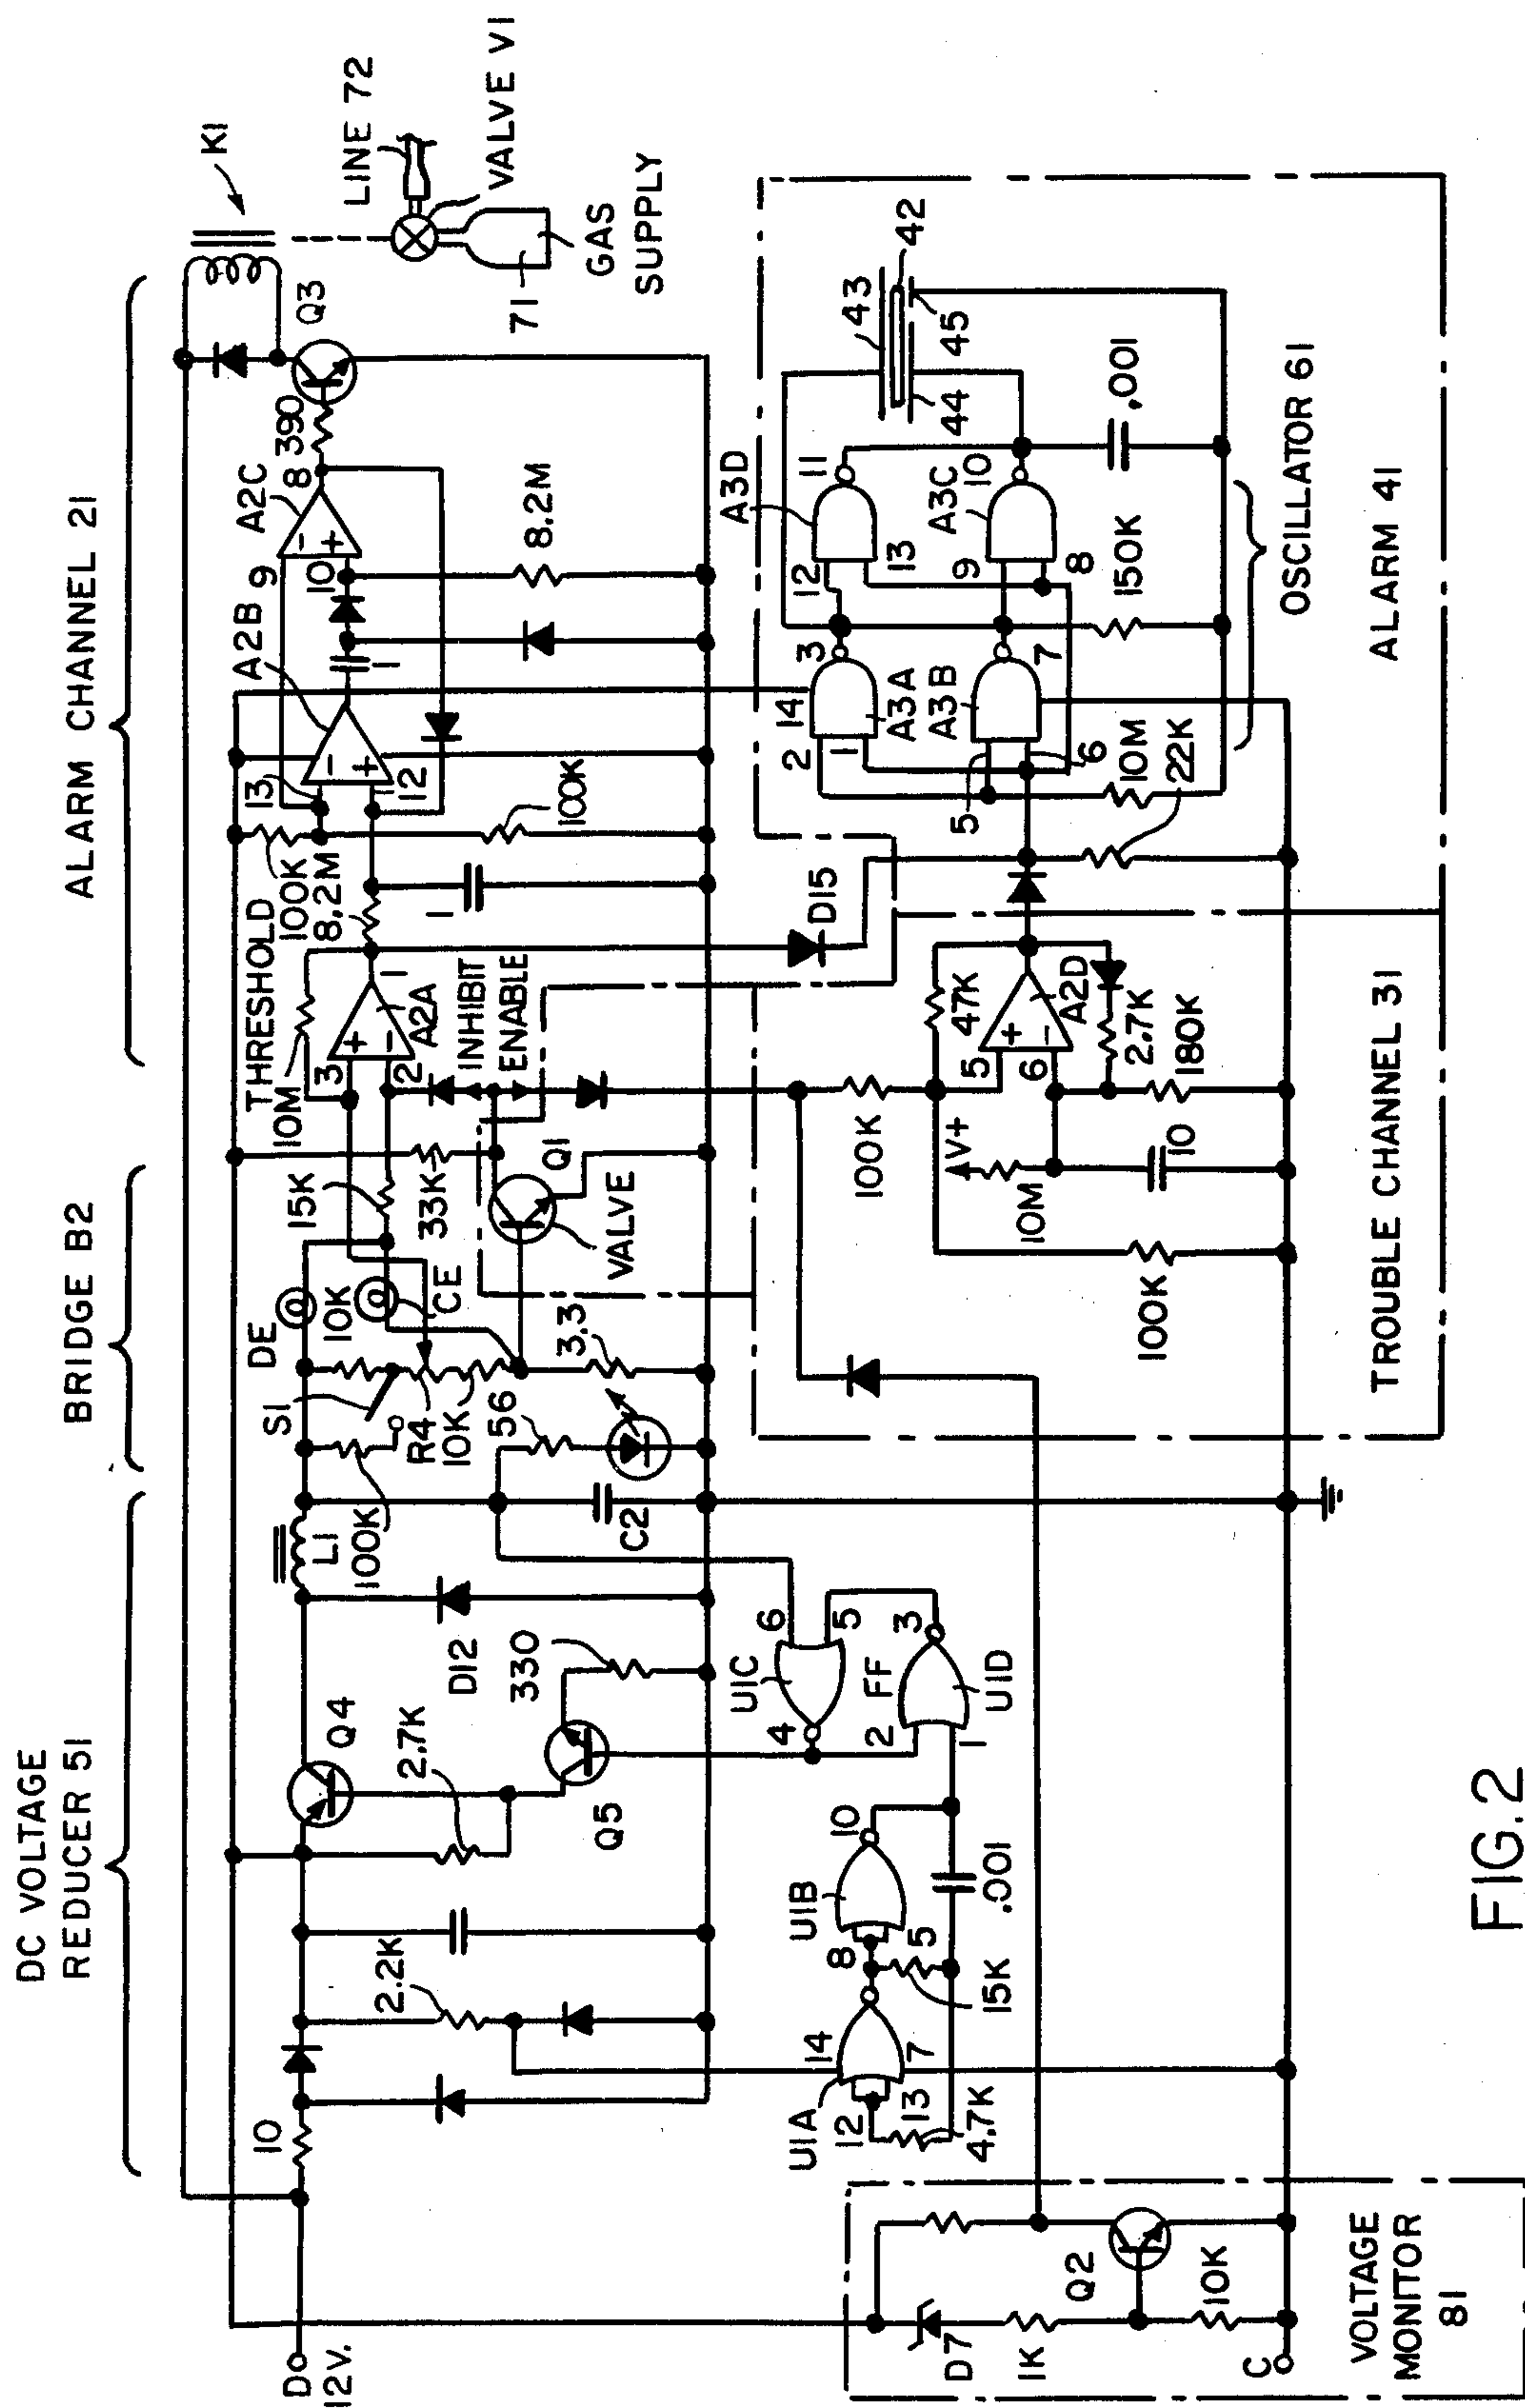 DC VOLTAGE
REDUCER 51
BRIDGE B2
ALARM CHANNEL 21
K1
LINE 72
VALVE V1
GAS
SUPPLY
71
D
12V.
10
2.2K
Q4
2.7K
Q5
D12
330
L1
100K
C2
S1
DE
10K
R4
10K
56
3.3
CE
15K
33K
Q1
VALVE
THRESHOLD
10M
3
2
1
A2A
INHIBIT
ENABLE
100K
8.2M
1
13
12
A2B
100K
1
9
10
A2C
8
390
8.2M
Q3
U1A
12
13
14
7
4.7K
15K
8
5
U1B
10
.001
U1C
4
6
5
FF
2
1
3
U1D
D15
100K
V+
10M
10
100K
47K
5
6
A2D
2.7K
180K
TROUBLE CHANNEL 31
2
1
14
3
A3A
A3B
5
5
6
7
10M
22K
A3D
12
13
11
A3C
9
8
10
150K
.001
43
42
44
45
OSCILLATOR 61
ALARM 41
D7
1K
Q2
10K
C
VOLTAGE
MONITOR
81
FIG.2